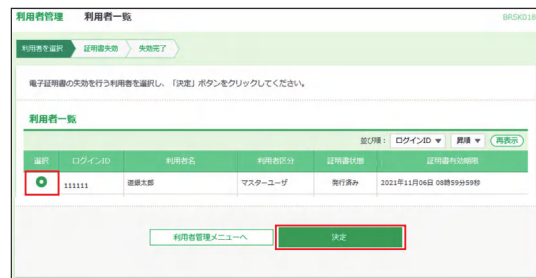 利用者管理 利用者一覧 BRSK018
利用者を選択 証明書失効 失効完了
電子証明書の失効を行う利用者を選択し、「決定」ボタンをクリックしてください。
利用者一覧
並び順： ログインID ▼ 昇順 ▼ 再表示
選択 ログインID 利用者名 利用者区分 証明書状態 証明書有効期限
111111 道銀太郎 マスターユーザ 発行済み 2021年11月06日 08時59分59秒
利用者管理メニューへ 決定